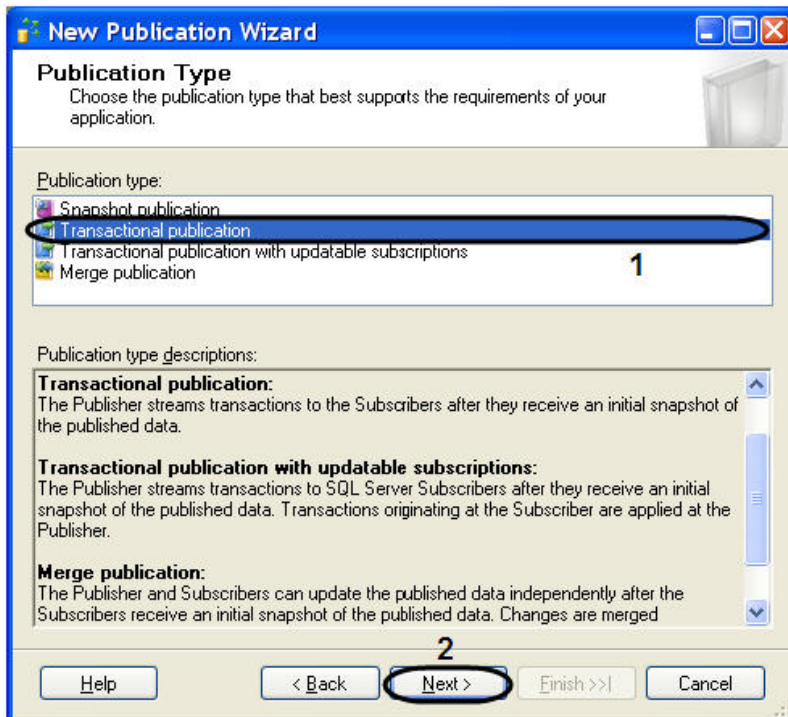 New Publication Wizard
Publication Type
Choose the publication type that best supports the requirements of your
application.
Publication type:
Snapshot publication
Transactional publication
Transactional publication with updatable subscriptions
1
Merge publication
Publication type descriptions:
Transactional publication:
The Publisher streams transactions to the Subscribers after they receive an initial snapshot of
the published data.
Transactional publication with updatable subscriptions:
The Publisher streams transactions to SQL Server Subscribers after they receive an initial
snapshot of the published data. Transactions originating at the Subscriber are applied at the
Publisher.
Merge publication:
The Publisher and Subscribers can update the published data independently after the
Subscribers receive an initial snapshot of the published data. Changes are merged
2
Help < Back Next > Finish >>| Cancel